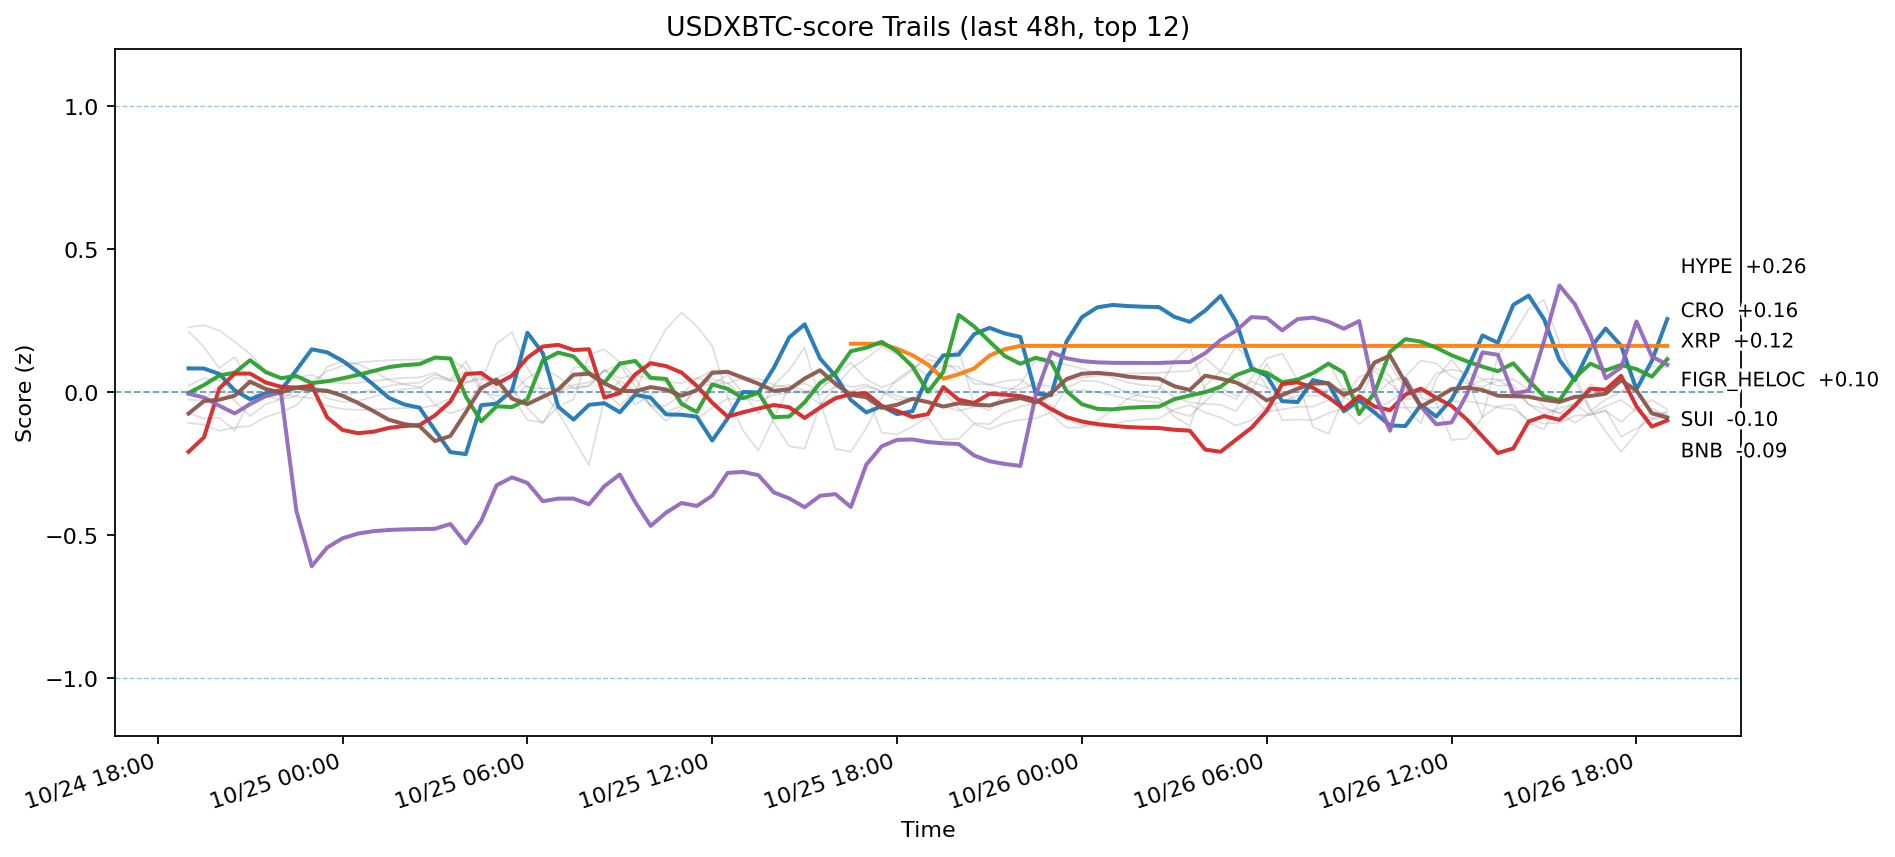 USDXBTC-score Trails (last 48h, top 12)
Score (z)
1.0
0.5
0.0
−0.5
−1.0
HYPE +0.26
CRO +0.16
XRP +0.12
FIGR_HELOC +0.10
SUI -0.10
BNB -0.09
10/24 18:00
10/25 00:00
10/25 06:00
10/25 12:00
10/25 18:00
10/26 00:00
10/26 06:00
10/26 12:00
10/26 18:00
Time